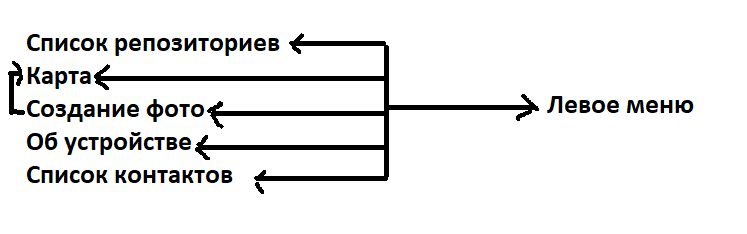 Список репозиториев
Карта
Создание фото
Об устройстве
Список контактов
Левое меню